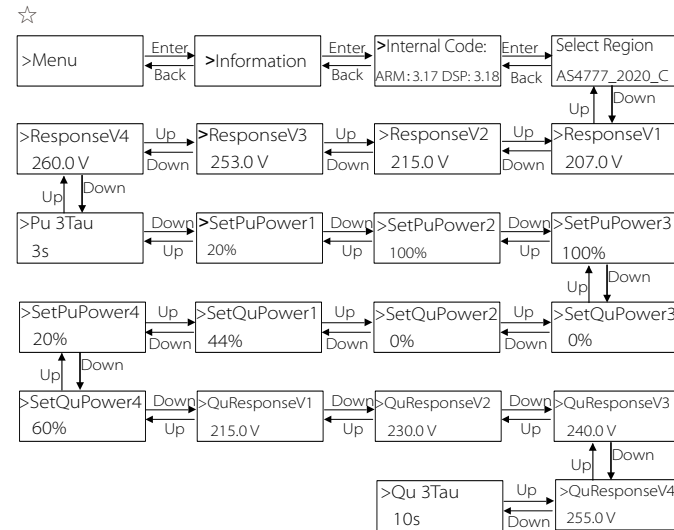 ☆
>Menu
Enter
Back
>Information
Enter
Back
>Internal Code:
ARM: 3.17 DSP: 3.18
Enter
Back
Select Region
AS4777_2020_C
Up
Down
>ResponseV4
260.0 V
Up
Down
>ResponseV3
253.0 V
Up
Down
>ResponseV2
215.0 V
Up
Down
>ResponseV1
207.0 V
Up
Down
>Pu 3Tau
3s
Down
Up
>SetPuPower1
20%
Down
Up
>SetPuPower2
100%
Down
Up
>SetPuPower3
100%
Up
Down
>SetPuPower4
20%
Up
Down
>SetQuPower1
44%
Up
Down
>SetQuPower2
0%
Up
Down
>SetQuPower3
0%
Up
Down
>SetQuPower4
60%
Down
Up
>QuResponseV1
215.0 V
Down
Up
>QuResponseV2
230.0 V
Down
Up
>QuResponseV3
240.0 V
Up
Down
>Qu 3Tau
10s
Up
Down
>QuResponseV4
255.0 V